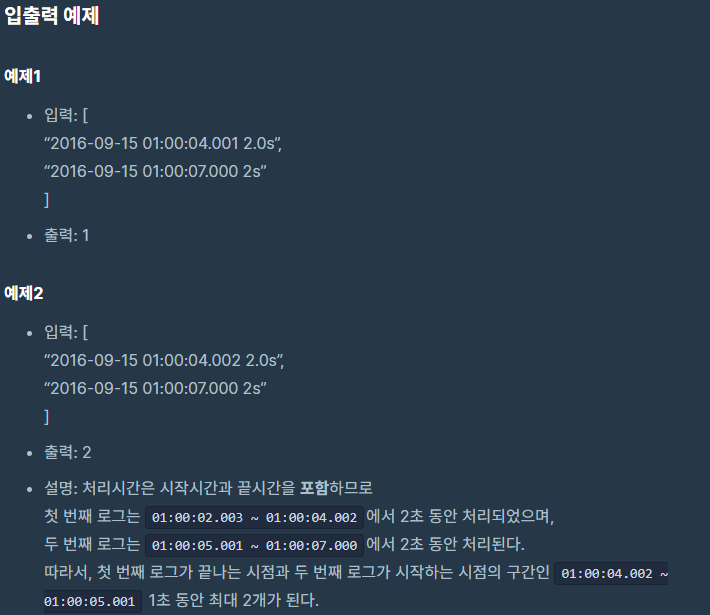 입출력 예제
예제1
입력: [
“2016-09-15 01:00:04.001 2.0s”,
“2016-09-15 01:00:07.000 2s”
]
출력: 1
예제2
입력: [
“2016-09-15 01:00:04.002 2.0s”,
“2016-09-15 01:00:07.000 2s”
]
출력: 2
설명: 처리시간은 시작시간과 끝시간을 포함하므로
첫 번째 로그는 01:00:02.003 ~ 01:00:04.002 에서 2초 동안 처리되었으며,
두 번째 로그는 01:00:05.001 ~ 01:00:07.000 에서 2초 동안 처리된다.
따라서, 첫 번째 로그가 끝나는 시점과 두 번째 로그가 시작하는 시점의 구간인 01:00:04.002 ~
01:00:05.001 1초 동안 최대 2개가 된다.